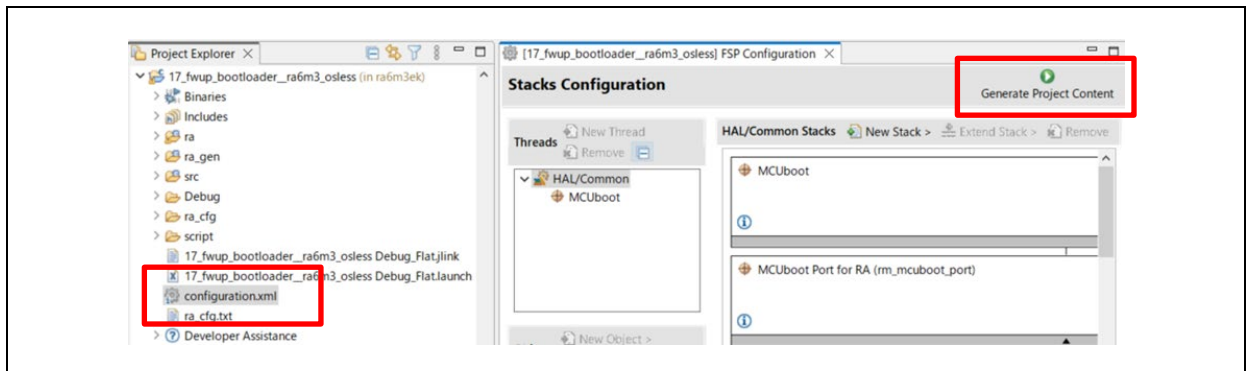 Project Explorer
17_fwup_bootloader__ra6m3_osless (in ra6m3ek)
Binaries
Includes
ra
ra_gen
src
Debug
ra_cfg
script
17_fwup_bootloader__ra6m3_osless Debug_Flat.jlink
17_fwup_bootloader__ra6m3_osless Debug_Flat.launch
configuration.xml
ra_cfg.txt
Developer Assistance
[17_fwup_bootloader__ra6m3_osless] FSP Configuration
Stacks Configuration
Generate Project Content
Threads
New Thread
Remove
HAL/Common
MCUboot
New Object >
HAL/Common Stacks New Stack > Extend Stack > Remove
MCUboot
MCUboot Port for RA (rm_mcuboot_port)